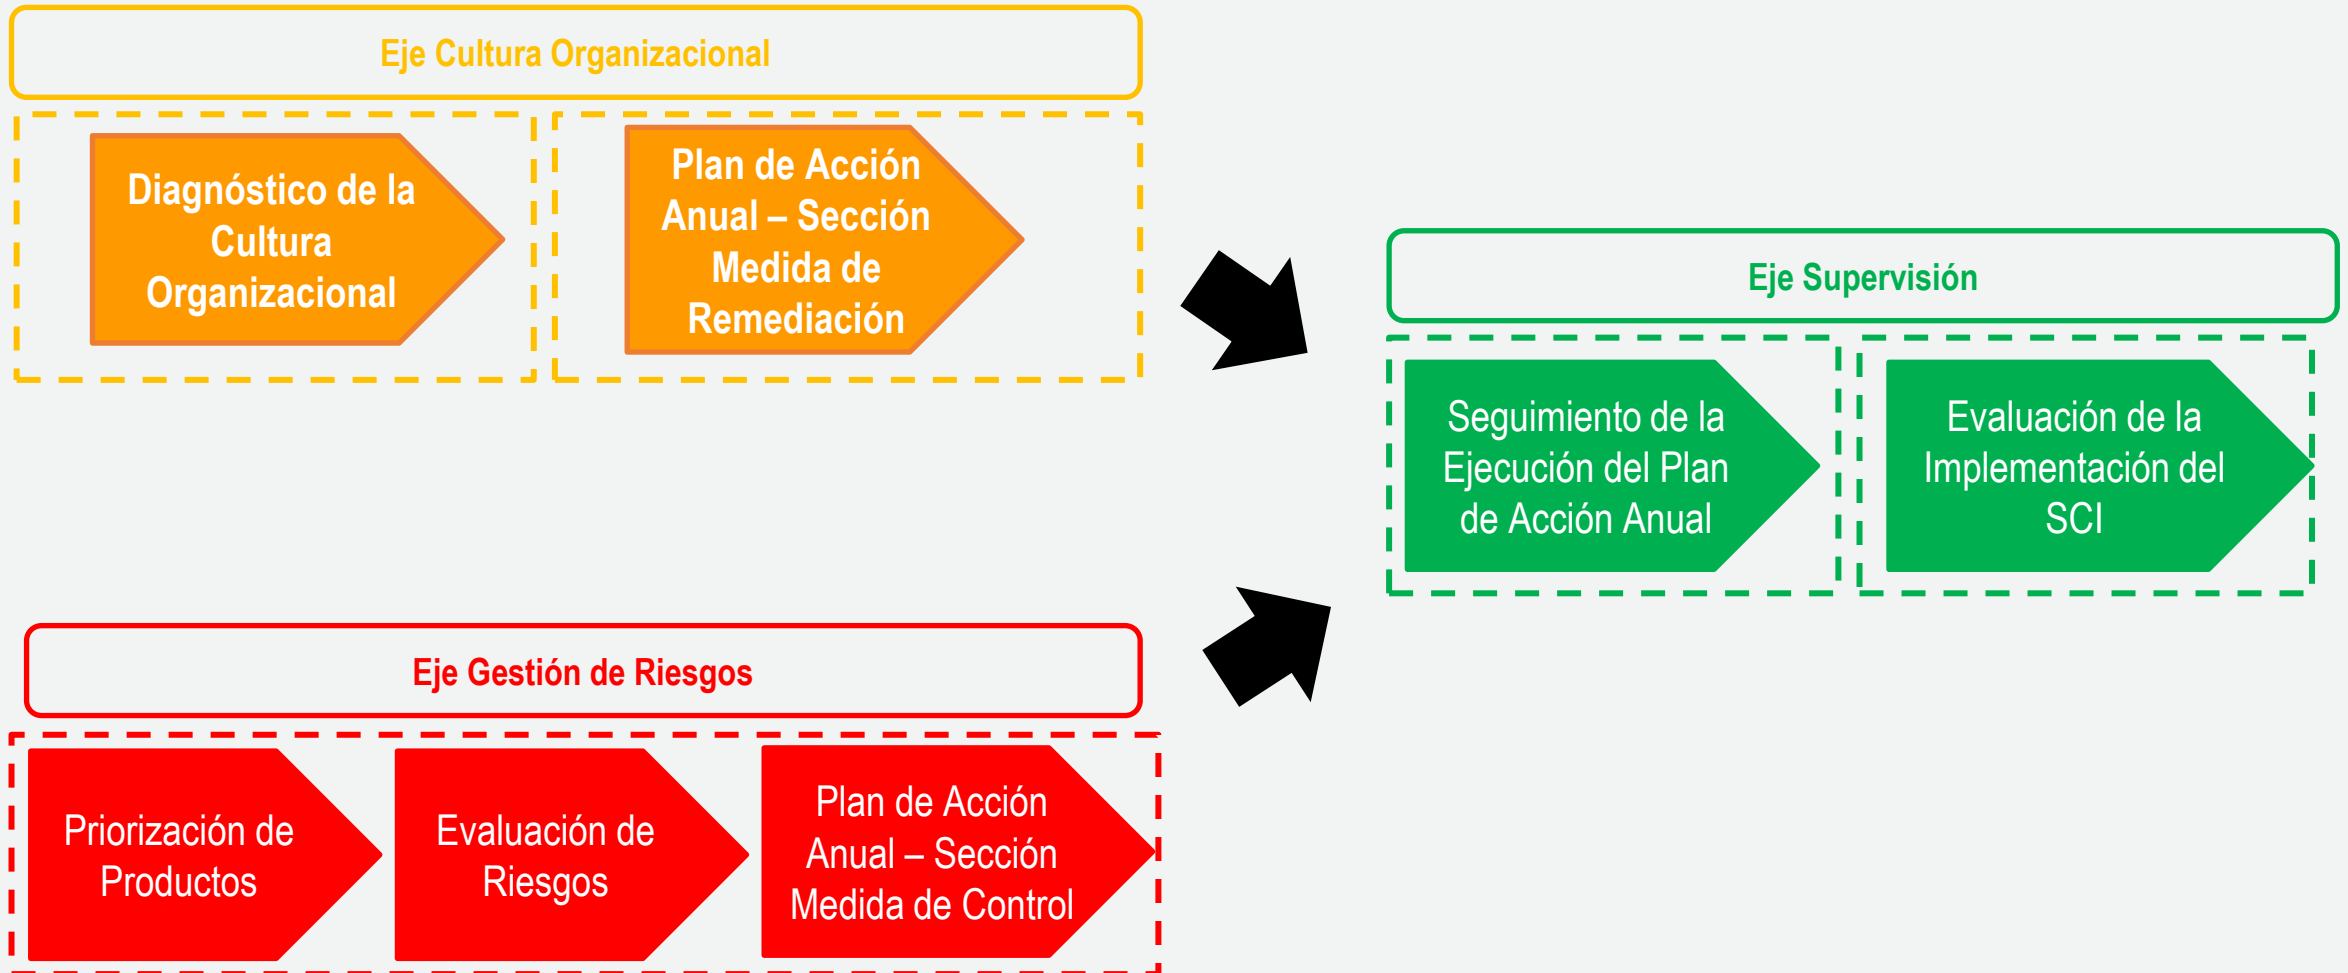 Eje Cultura Organizacional
Diagnóstico de la
Cultura
Organizacional
Plan de Acción
Anual – Sección
Medida de
Remediación
Eje Supervisión
Seguimiento de la
Ejecución del Plan
de Acción Anual
Evaluación de la
Implementación del
SCI
Eje Gestión de Riesgos
Priorización de
Productos
Evaluación de
Riesgos
Plan de Acción
Anual – Sección
Medida de Control